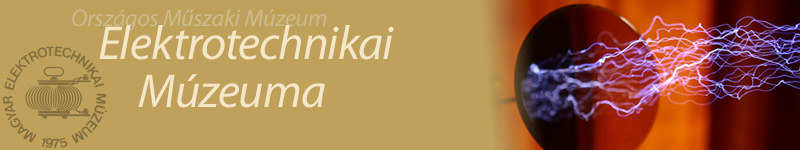 Országos Műszaki Múzeum
Elektrotechnikai
Múzeuma
MAGYAR ELEKTROTECHNIKAI MÚZEUM
1975